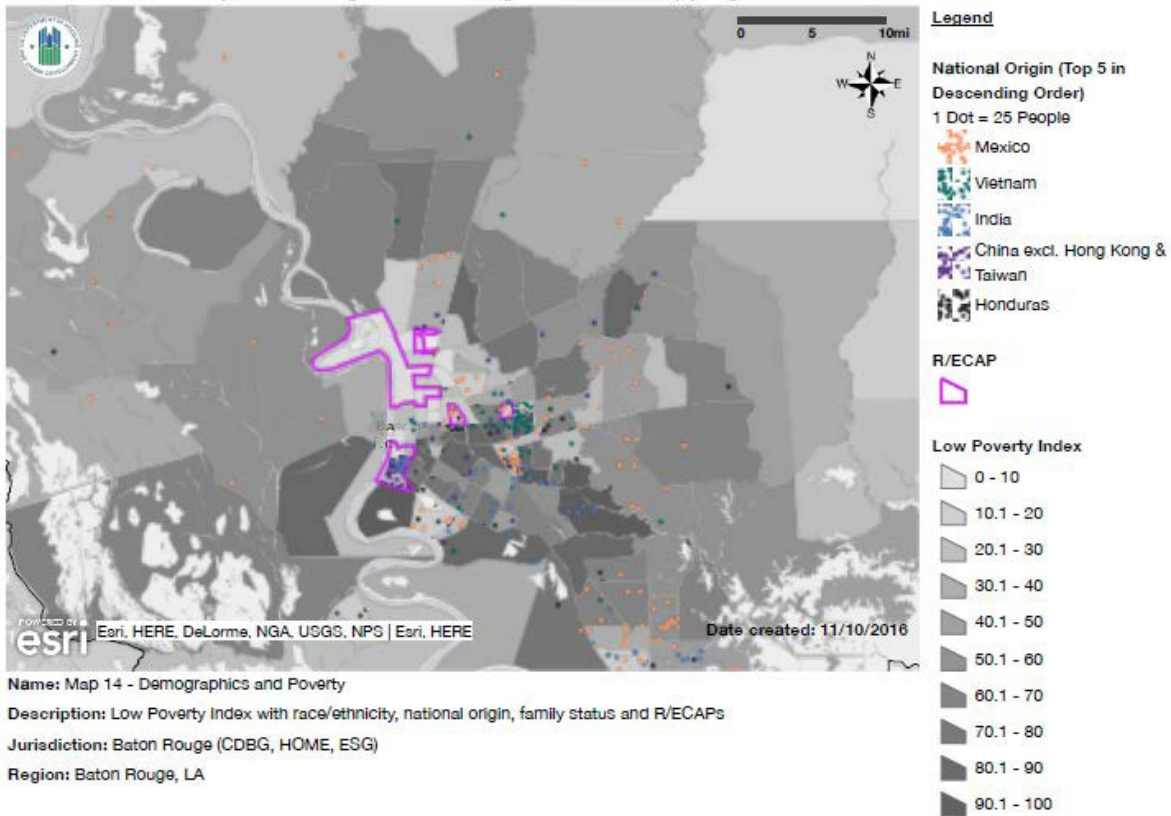 0 5 10mi
N
W E
S
POWERED BY
esri
Esri, HERE, DeLorme, NGA, USGS, NPS | Esri, HERE
Date created: 11/10/2016
Name: Map 14 - Demographics and Poverty
Description: Low Poverty Index with race/ethnicity, national origin, family status and R/ECAPs
Jurisdiction: Baton Rouge (CDBG, HOME, ESG)
Region: Baton Rouge, LA
Legend
National Origin (Top 5 in
Descending Order)
1 Dot = 25 People
Mexico
Vietnam
India
China excl. Hong Kong &
Taiwan
Honduras
R/ECAP
Low Poverty Index
0 - 10
10.1 - 20
20.1 - 30
30.1 - 40
40.1 - 50
50.1 - 60
60.1 - 70
70.1 - 80
80.1 - 90
90.1 - 100